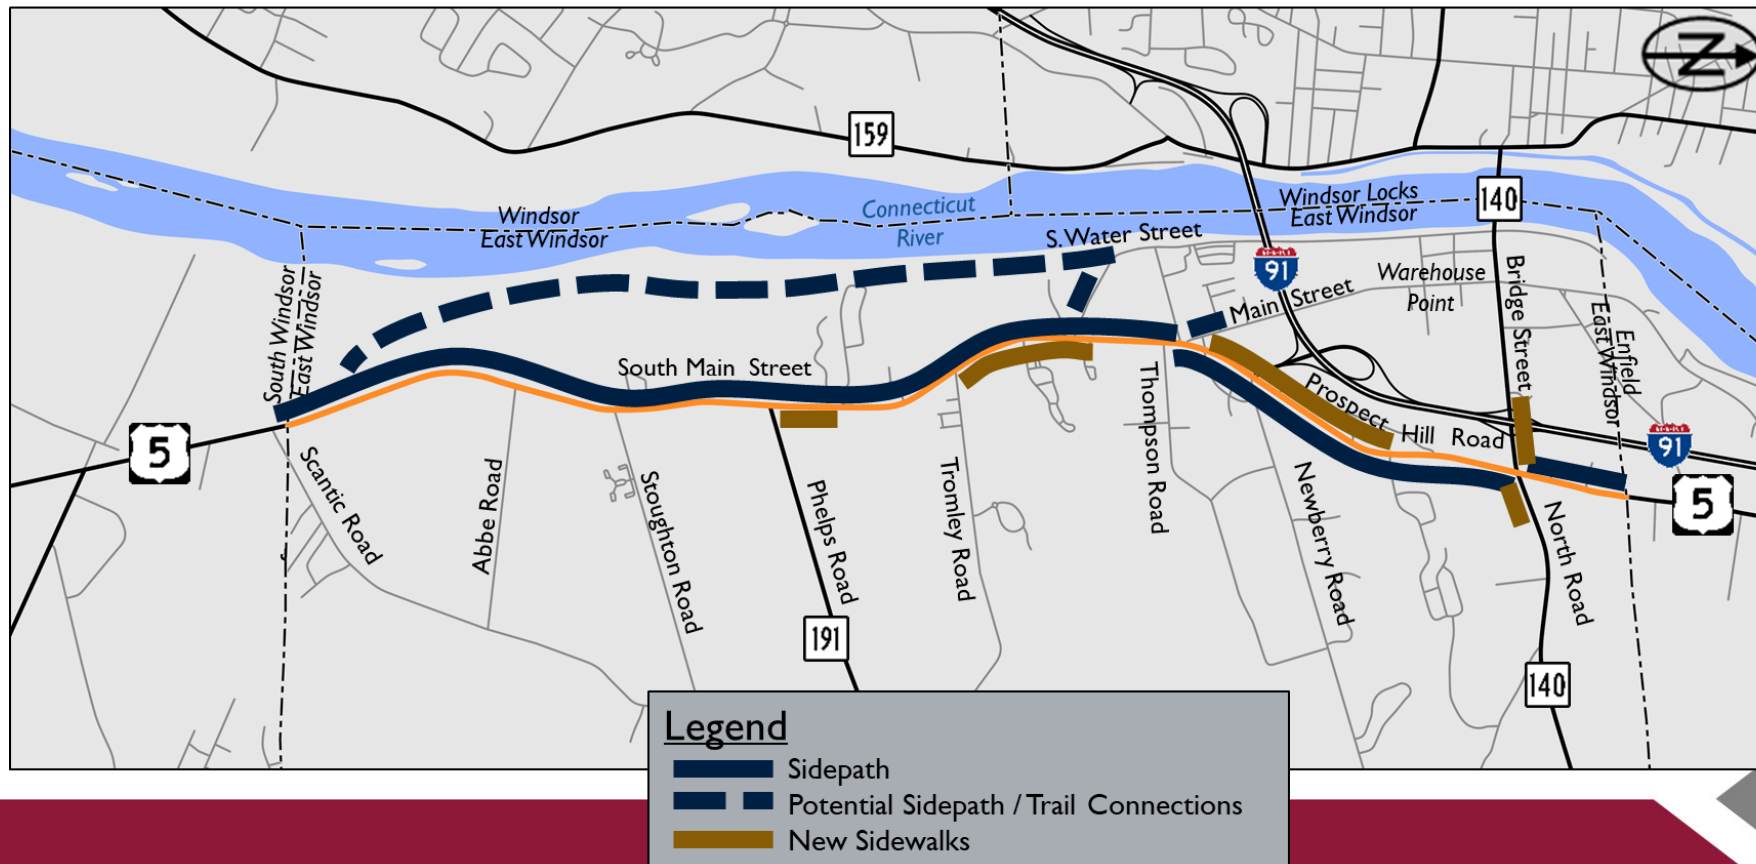 N
159
Windsor Locks
East Windsor
140
Windsor
East Windsor
Connecticut
River
S. Water Street
91
Warehouse
Point
Main Street
Bridge Street
South Windsor
East Windsor
Enfield
East Windsor
South Main Street
Thompson Road
Prospect Hill Road
91
5
5
Scantic Road
Abbe Road
Stoughton Road
Phelps Road
Tromley Road
Newberry Road
North Road
191
140
Legend
Sidepath
Potential Sidepath / Trail Connections
New Sidewalks